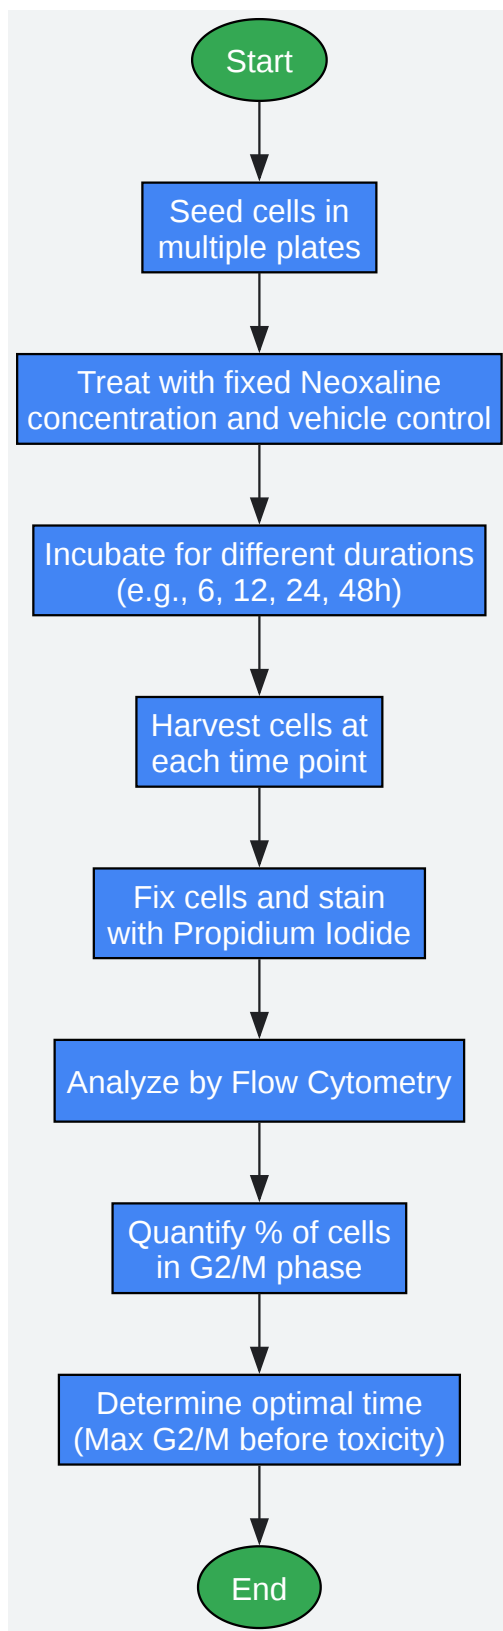 Start
Seed cells in
multiple plates
Treat with fixed Neoxaline
concentration and vehicle control
Incubate for different durations
(e.g., 6, 12, 24, 48h)
Harvest cells at
each time point
Fix cells and stain
with Propidium Iodide
Analyze by Flow Cytometry
Quantify % of cells
in G2/M phase
Determine optimal time
(Max G2/M before toxicity)
End